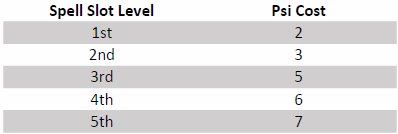 Spell Slot Level Psi Cost
1st 2
2nd 3
3rd 5
4th 6
5th 7